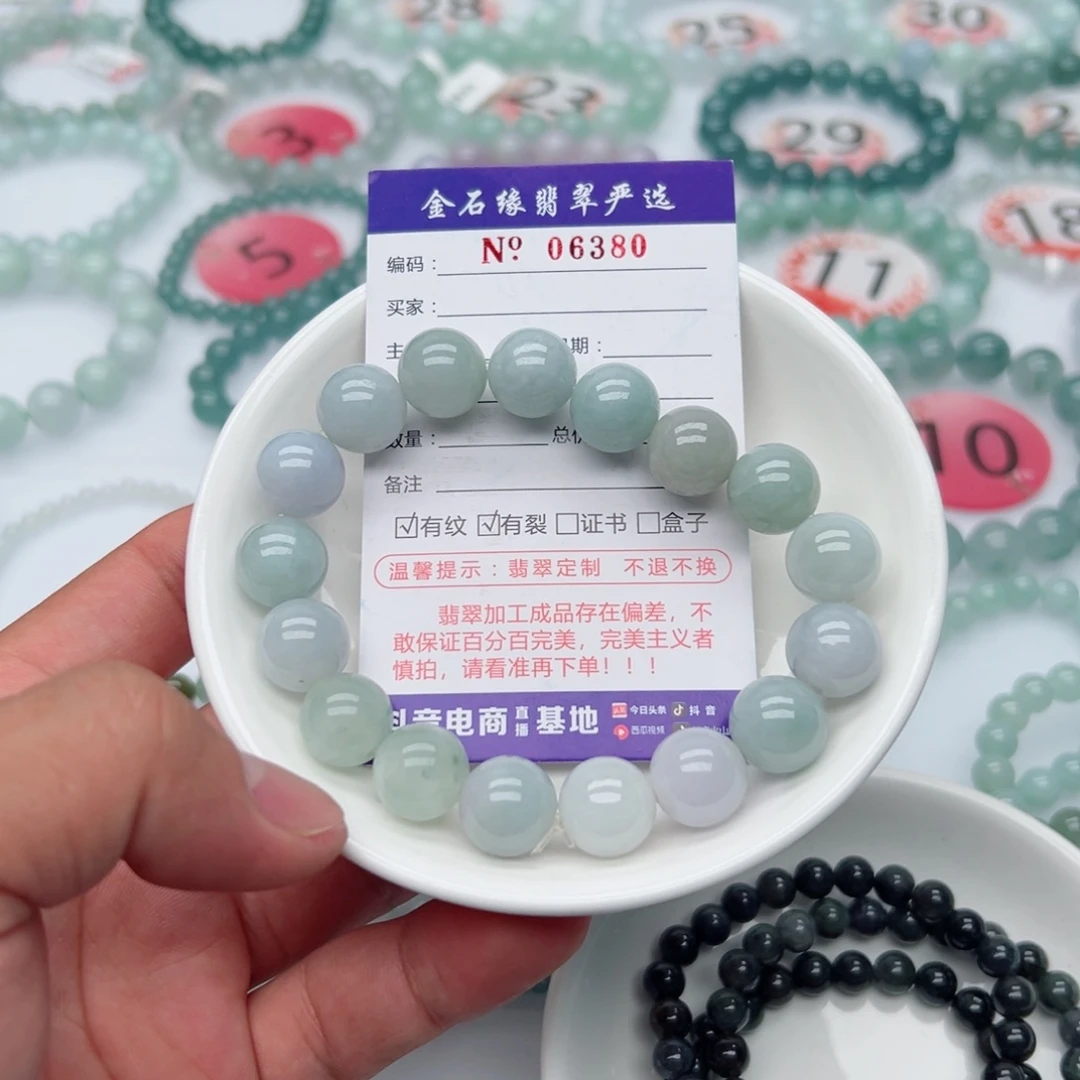 28
25
30
3
23
29
5
18
11
10
金石缘翡翠严选
编码：
Nº 06380
买家：
主
期：
数量：
总价
备注
☑有纹 ☑有裂 □证书 □盒子
温馨提示：翡翠定制 不退不换
翡翠加工成品存在偏差，不
敢保证百分百完美，完美主义者
慎拍，请看准再下单！！！
抖音电商直播基地
今日头条 抖音
西瓜视频